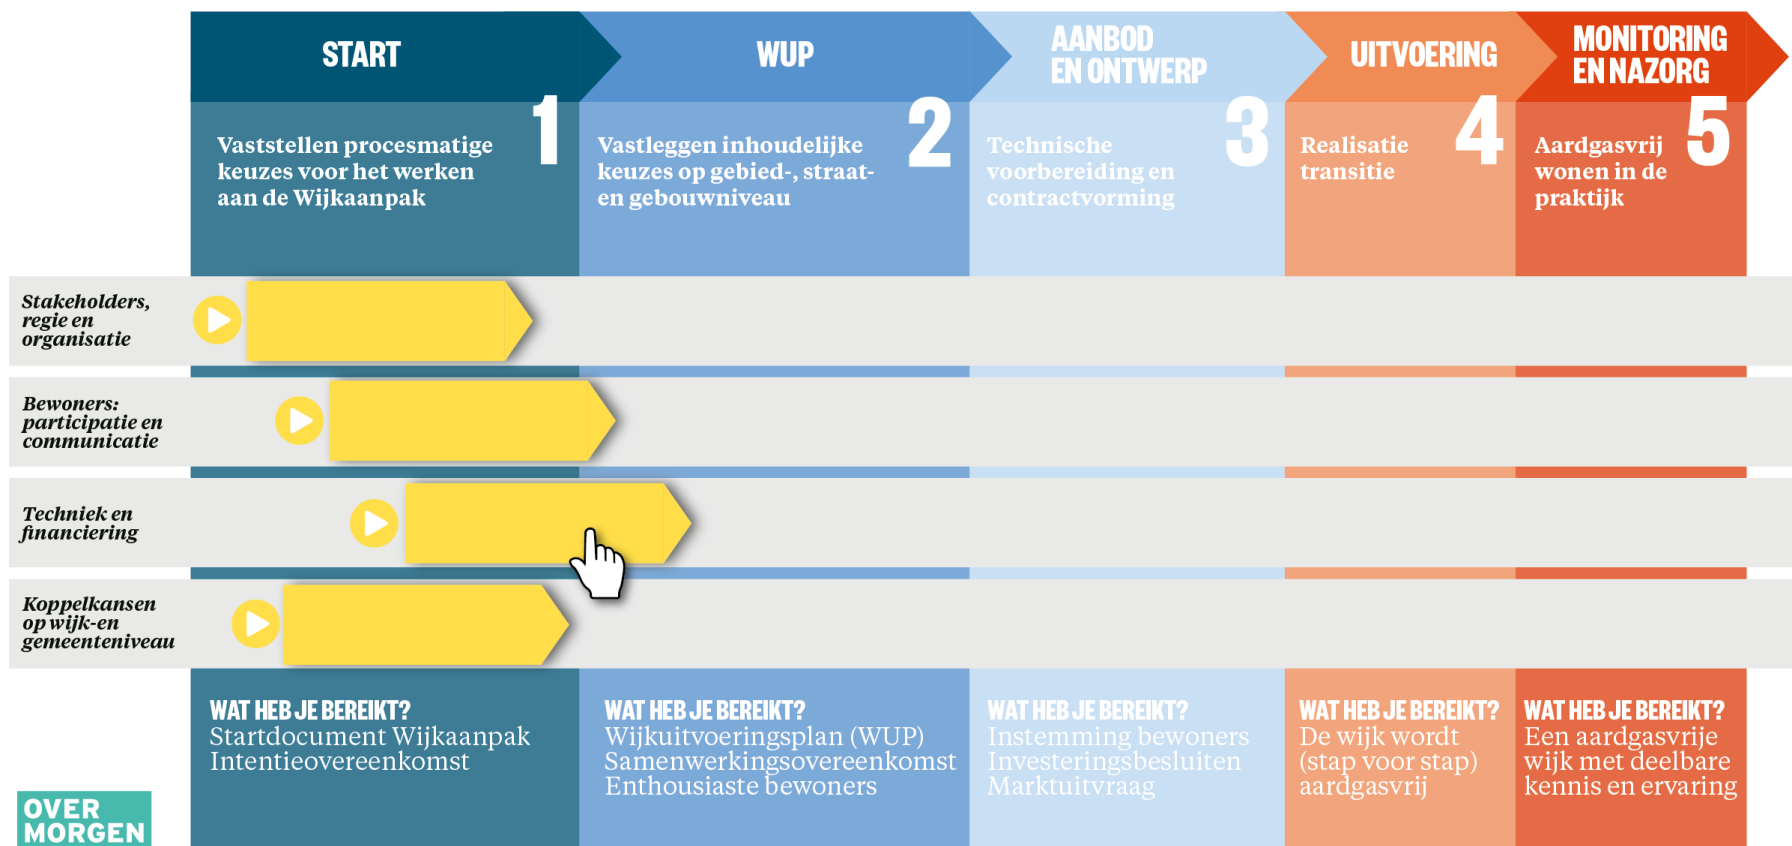 START
WUP
AANBOD
EN ONTWERP
UITVOERING
MONITORING
EN NAZORG
1
Vaststellen procesmatige
keuzes voor het werken
aan de Wijkaanpak
2
Vastleggen inhoudelijke
keuzes op gebied-, straat-
en gebouwniveau
3
Technische
voorbereiding en
contractvorming
4
Realisatie
transitie
5
Aardgasvrij
wonen in de
praktijk
Stakeholders,
regie en
organisatie
Bewoners:
participatie en
communicatie
Techniek en
financiering
Koppelkansen
op wijk-en
gemeenteniveau
WAT HEB JE BEREIKT?
Startdocument Wijkaanpak
Intentieovereenkomst
WAT HEB JE BEREIKT?
Wijkuitvoeringsplan (WUP)
Samenwerkingsovereenkomst
Enthousiaste bewoners
WAT HEB JE BEREIKT?
Instemming bewoners
Investeringsbesluiten
Marktuitvraag
WAT HEB JE BEREIKT?
De wijk wordt
(stap voor stap)
aardgasvrij
WAT HEB JE BEREIKT?
Een aardgasvrije
wijk met deelbare
kennis en ervaring
OVER
MORGEN